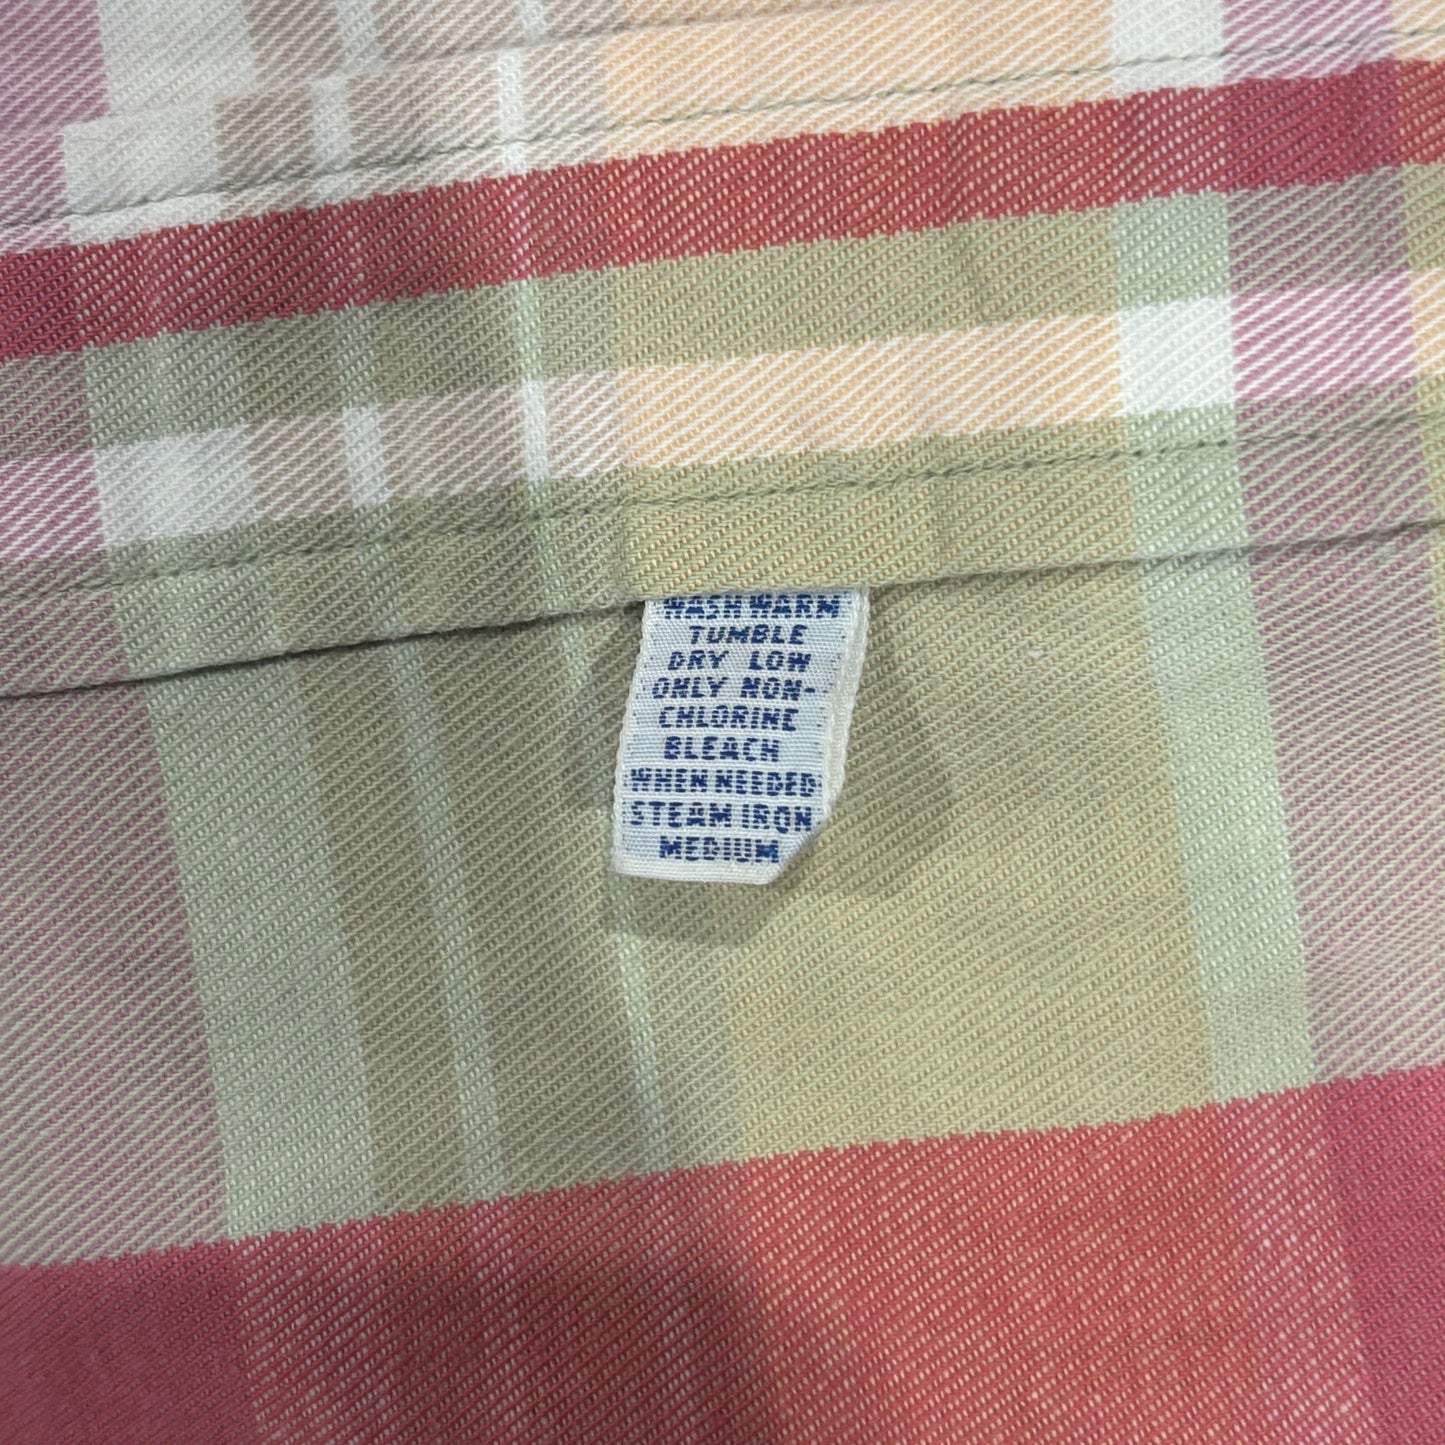 WASH WARM
TUMBLE
DRY LOW
ONLY NON-
CHLORINE
BLEACH
WHEN NEEDED
STEAM IRON
MEDIUM